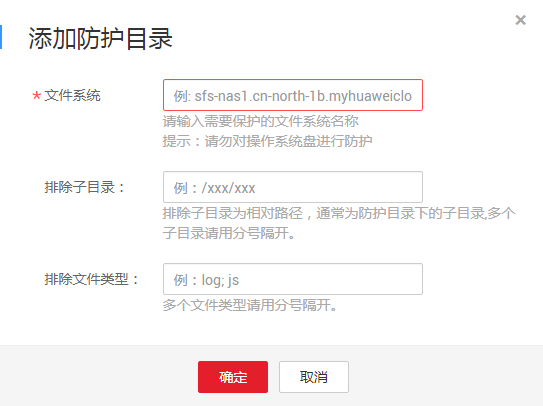 添加防护目录
×
* 文件系统
例: sfs-nas1.cn-north-1b.myhuaweiclo
请输入需要保护的文件系统名称
提示：请勿对操作系统盘进行防护
排除子目录：
例：/xxx/xxx
排除子目录为相对路径，通常为防护目录下的子目录,多个
子目录请用分号隔开。
排除文件类型：
例：log; js
多个文件类型请用分号隔开。
确定
取消